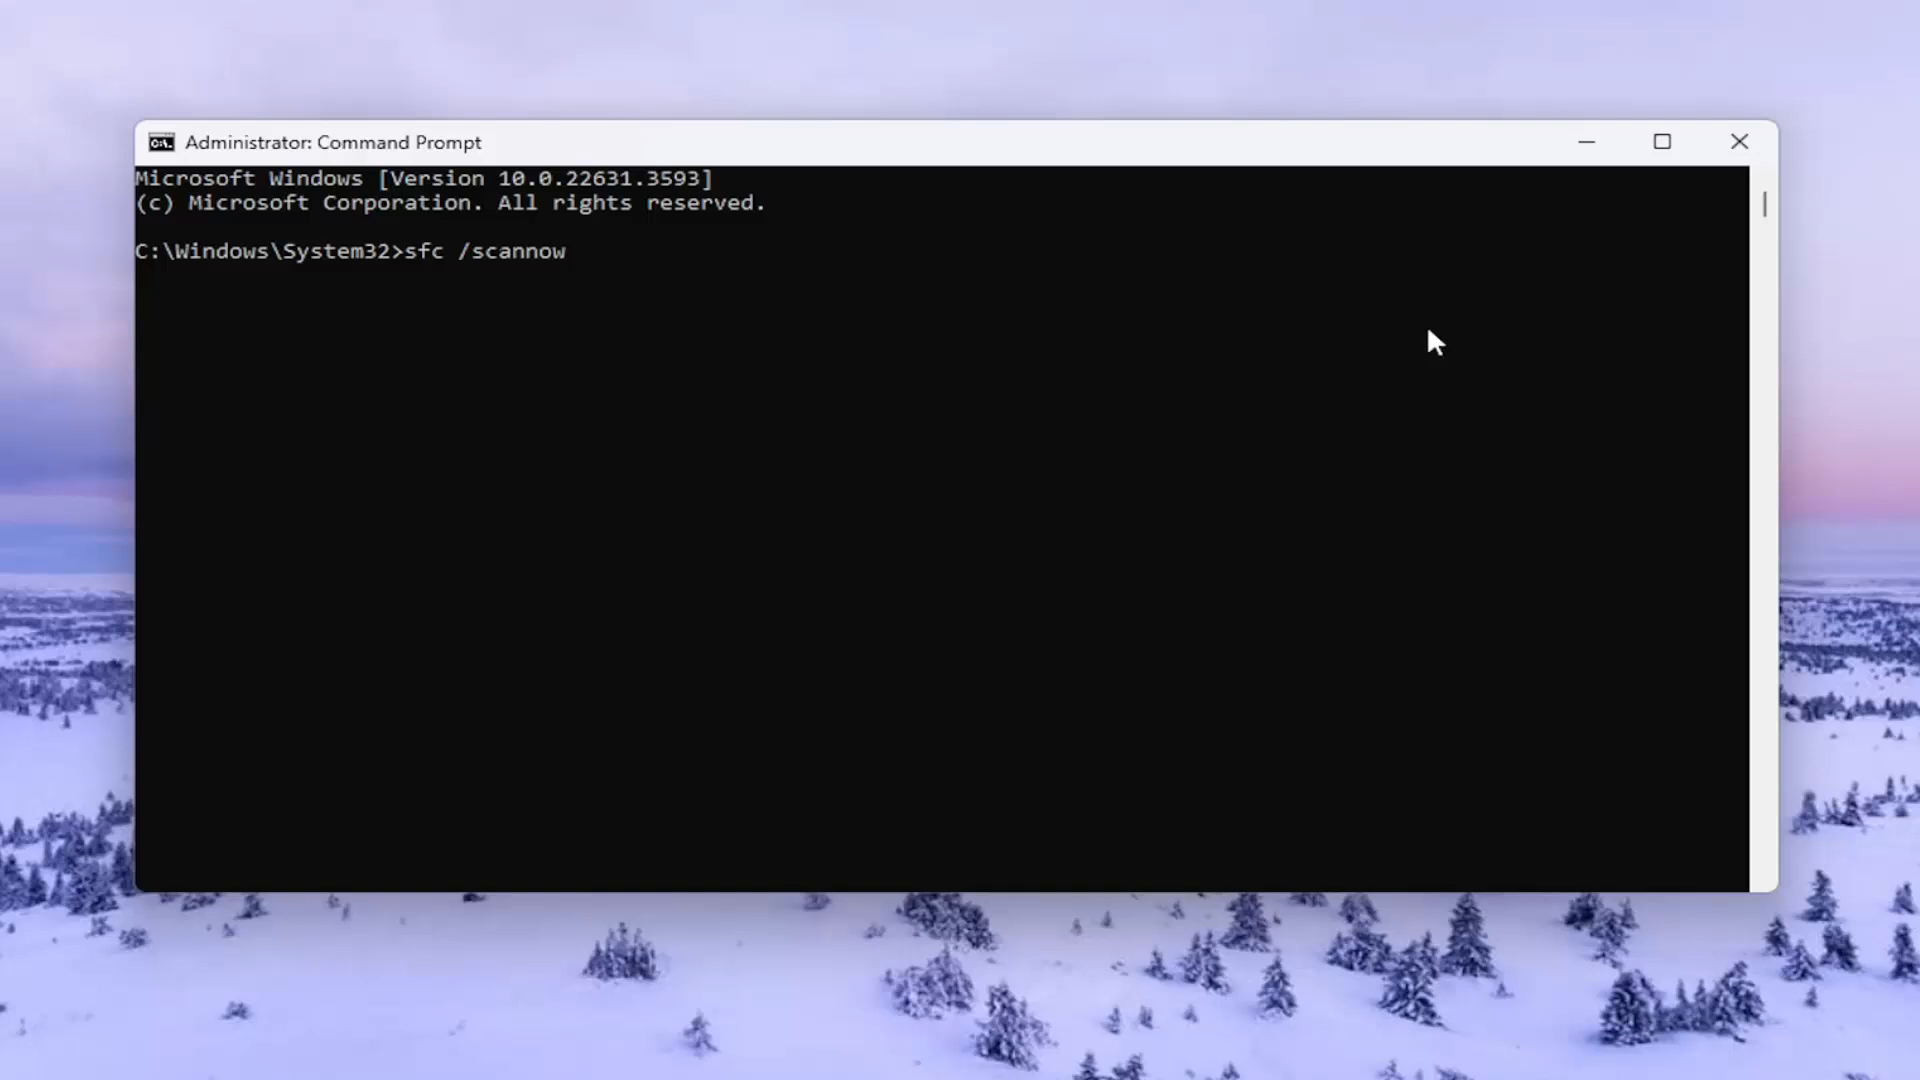 Administrator: Command Prompt
Microsoft Windows [Version 10.0.22631.3593]
(c) Microsoft Corporation. All rights reserved.
C:\Windows\System32>sfc /scannow